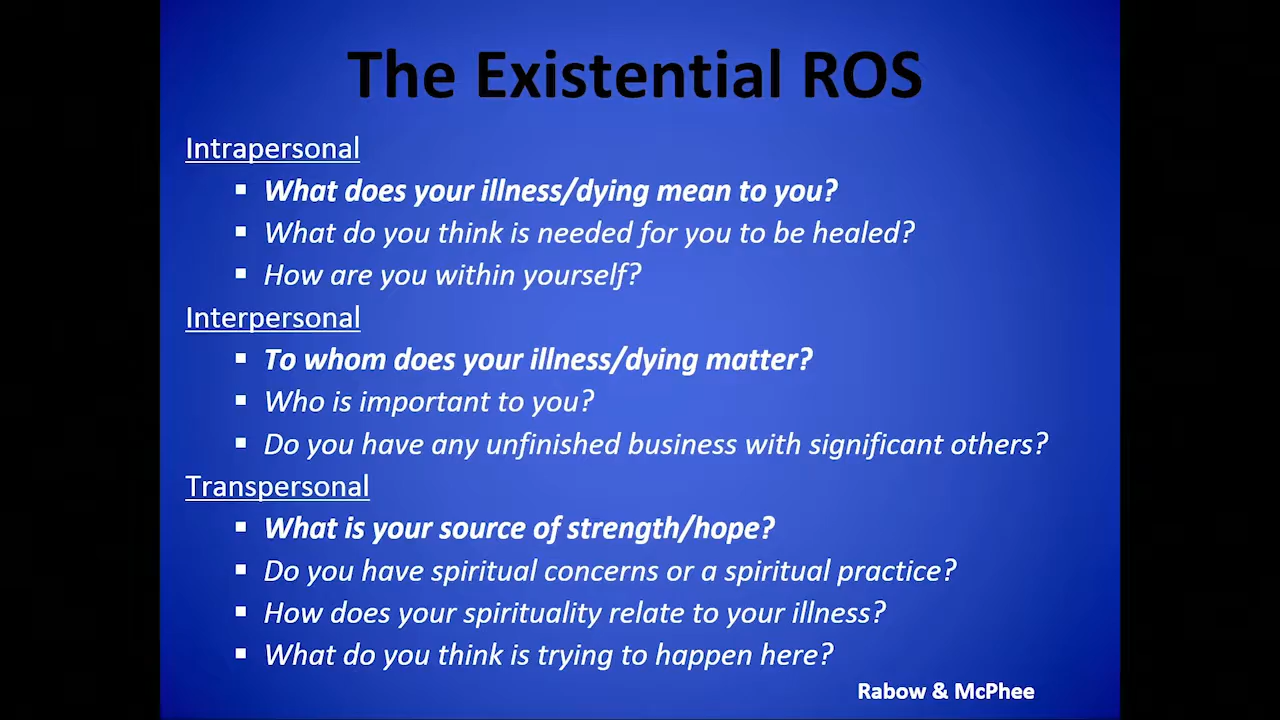 The Existential ROS
Intrapersonal
▪ What does your illness/dying mean to you?
▪ What do you think is needed for you to be healed?
▪ How are you within yourself?
Interpersonal
▪ To whom does your illness/dying matter?
▪ Who is important to you?
▪ Do you have any unfinished business with significant others?
Transpersonal
▪ What is your source of strength/hope?
▪ Do you have spiritual concerns or a spiritual practice?
▪ How does your spirituality relate to your illness?
▪ What do you think is trying to happen here?
Rabow & McPhee